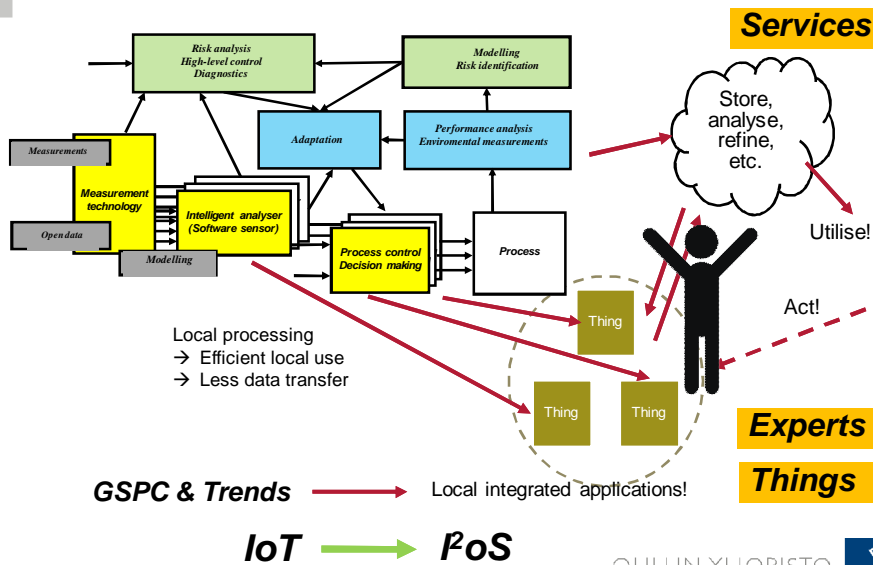 Services
Risk analysis
High-level control
Diagnostics
Modelling
Risk identification
Store,
analyse,
refine,
etc.
Adaptation
Performance analysis
Enviromental measurements
Measurements
Measurement
technology
Intelligent analyser
(Software sensor)
Open data
Modelling
Process control
Decision making
Process
Utilise!
Act!
Thing
Thing
Thing
Local processing
→ Efficient local use
→ Less data transfer
Experts
Things
GSPC & Trends
Local integrated applications!
IoT
I²oS